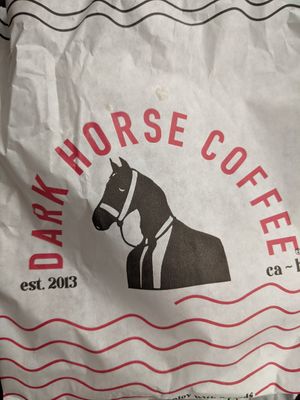 DARK HORSE COFFEE
est. 2013
ca ~